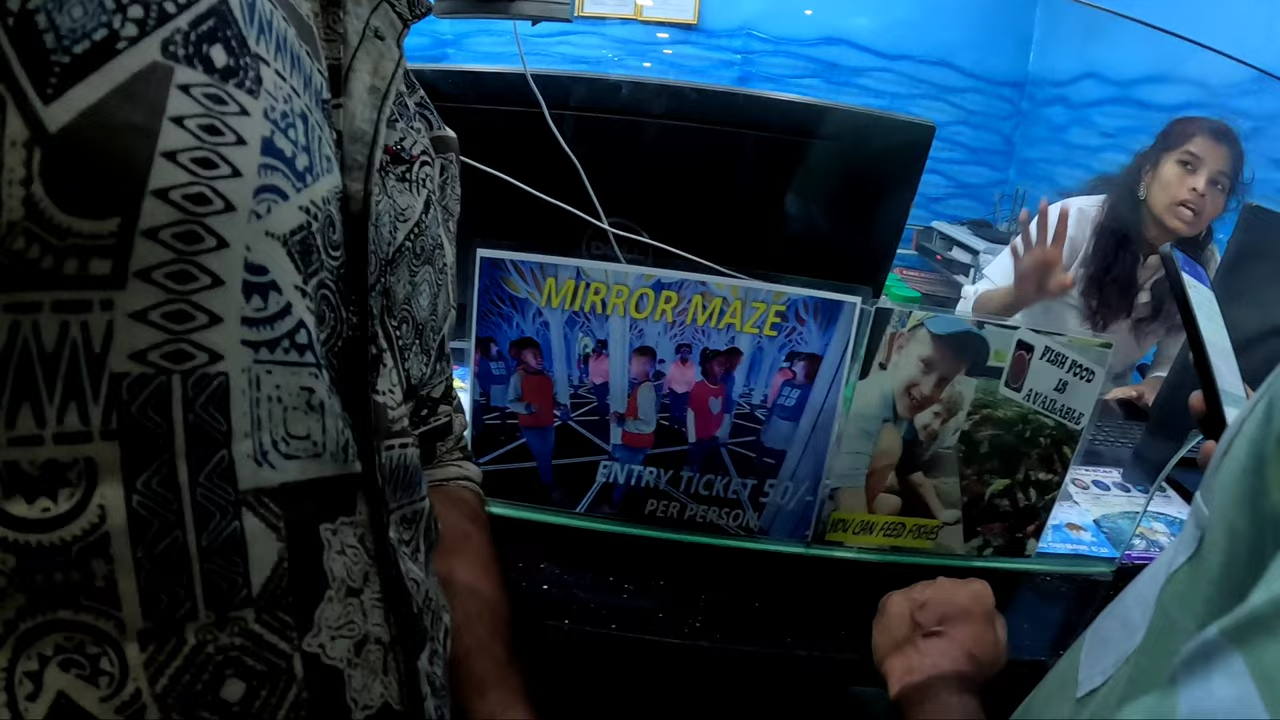 MIRROR MAZE
ENTRY TICKET 50/-
PER PERSON
FISH FOOD
IS
AVAILABLE
YOU CAN FEED FISHES